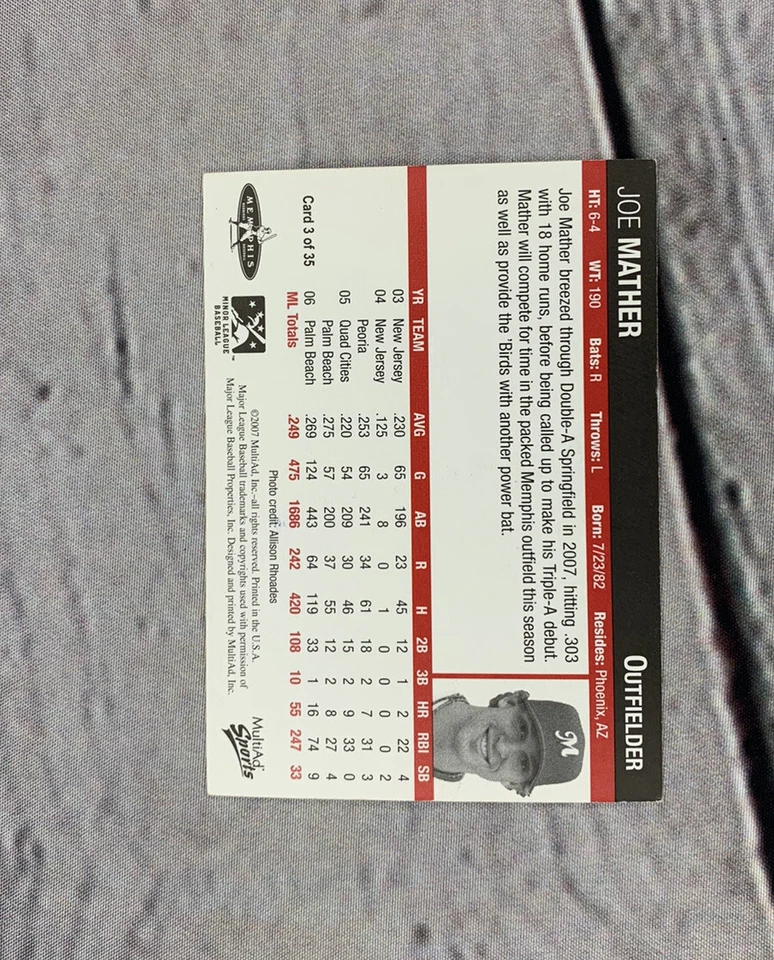 JOE MATHER OUTFIELDER
HT: 6-4 WT: 190 Bats: R Throws: L Born: 7/23/82 Resides: Phoenix, AZ
Joe Mather breezed through Double-A Springfield in 2007, hitting .303
with 18 home runs, before being called up to make his Triple-A debut.
Mather will compete for time in the packed Memphis outfield this season
as well as provide the 'Birds with another power bat.
M
YR TEAM AVG G AB R H 2B 3B HR RBI SB
03 New Jersey .230 65 196 23 45 12 1 2 22 4
04 New Jersey .125 3 8 0 1 0 0 0 0 2
Peoria .253 65 241 34 61 18 2 7 31 3
05 Quad Cities .220 54 209 30 46 15 2 9 33 0
Palm Beach .275 57 200 37 55 12 2 8 27 4
06 Palm Beach .269 124 443 64 119 33 1 16 74 9
ML Totals .249 475 1686 242 420 108 10 55 247 33
Card 3 of 35
Photo credit: Allison Rhoades
©2007 MultiAd, Inc.–all rights reserved. Printed in the U.S.A.
Major League Baseball trademarks and copyrights used with permission of
Major League Baseball Properties, Inc. Designed and printed by MultiAd, Inc.
MEMPHIS
MINOR LEAGUE
BASEBALL
MultiAd
Sports